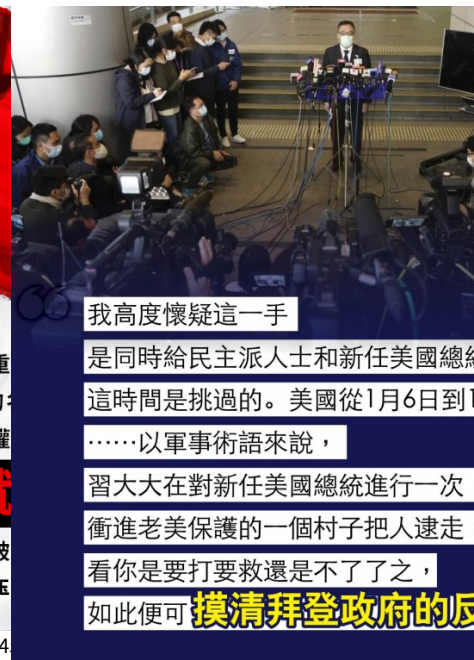 我高度懷疑這一手
是同時給民主派人士和新任美國總
這時間是挑過的。美國從1月6日到1
……以軍事術語來說，
習大大在對新任美國總統進行一次
衝進老美保護的一個村子把人逮走
看你是要打要救還是不了了之，
如此便可摸清拜登政府的